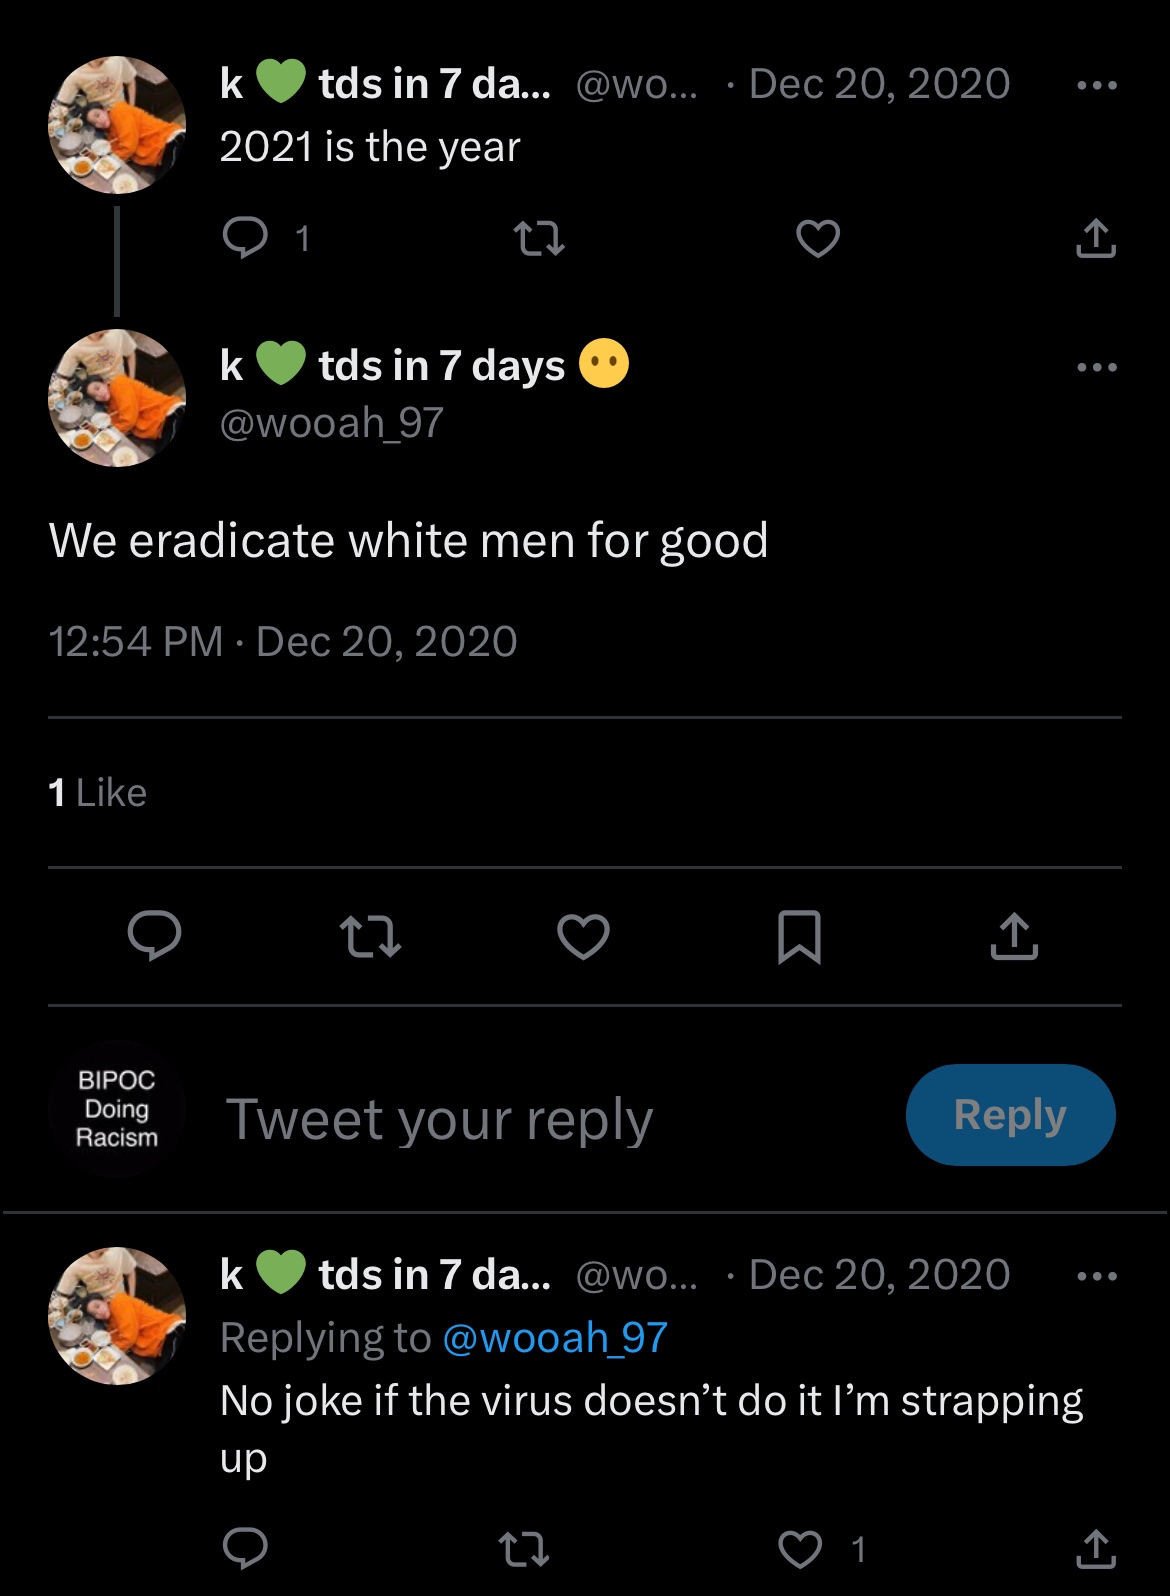 k 💚 tds in 7 da... @wo... · Dec 20, 2020
2021 is the year
1
k 💚 tds in 7 days 😶
@wooah_97
We eradicate white men for good
12:54 PM · Dec 20, 2020
1 Like
BIPOC
Doing
Racism
Tweet your reply
Reply
k 💚 tds in 7 da... @wo... · Dec 20, 2020
Replying to @wooah_97
No joke if the virus doesn’t do it I’m strapping
up
1